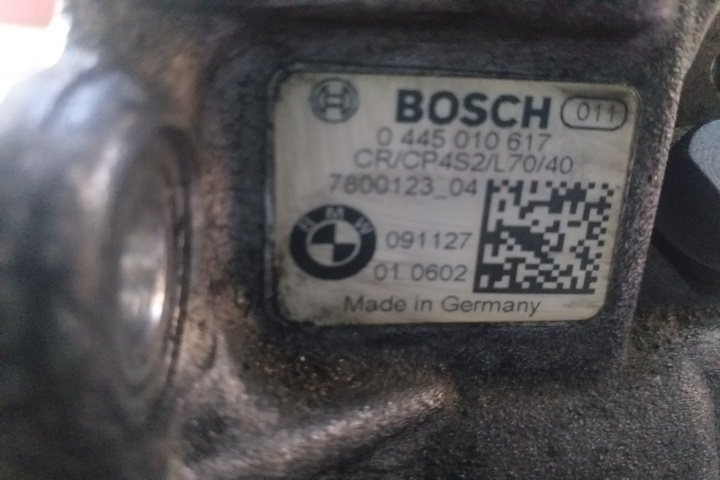 BOSCH 011
0 445 010 617
CR/CP4S2/L70/40
7800123_04
BMW
091127
01 0602
Made in Germany